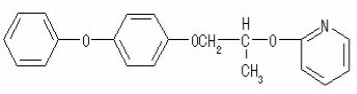 H N
O OCH₂ C O
CH₃